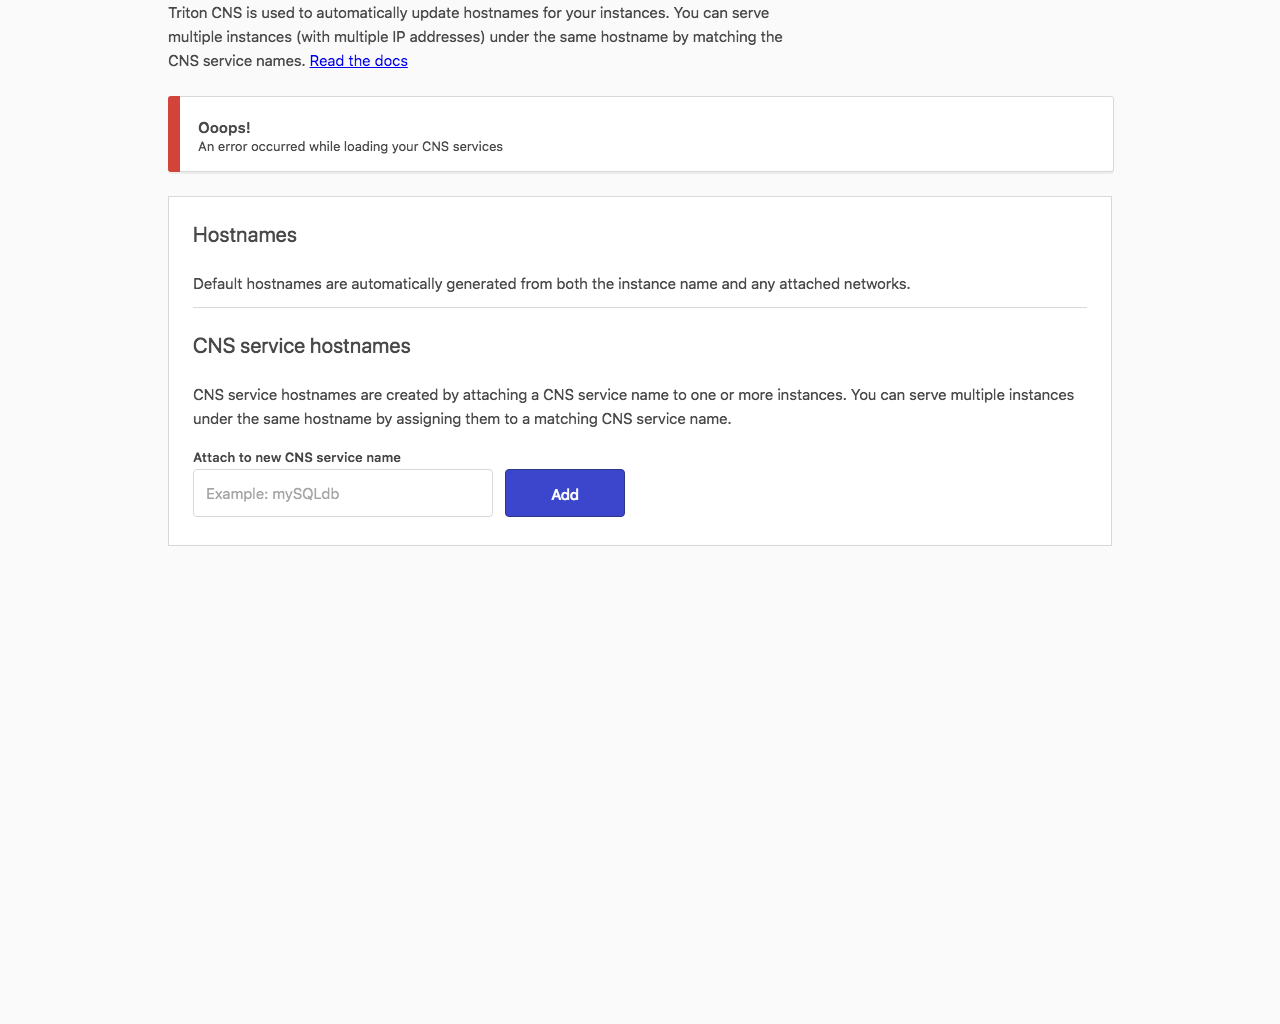 Triton CNS is used to automatically update hostnames for your instances. You can serve
multiple instances (with multiple IP addresses) under the same hostname by matching the
CNS service names. Read the docs
Ooops!
An error occurred while loading your CNS services
Hostnames
Default hostnames are automatically generated from both the instance name and any attached networks.
CNS service hostnames
CNS service hostnames are created by attaching a CNS service name to one or more instances. You can serve multiple instances
under the same hostname by assigning them to a matching CNS service name.
Attach to new CNS service name
Example: mySQLdb
Add